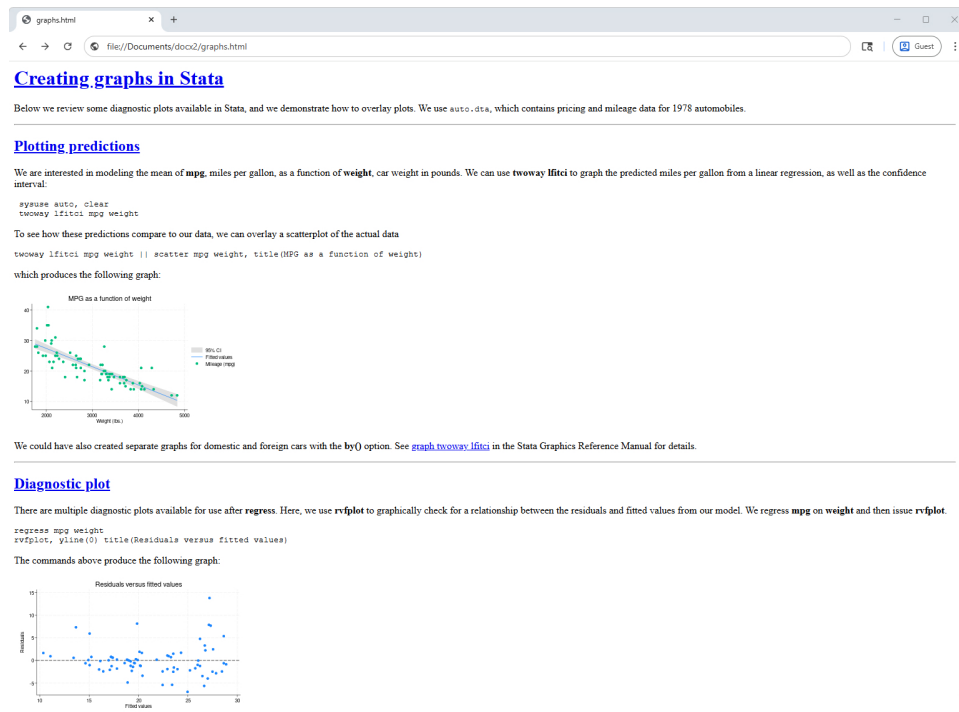 graphs.html
file://Documents/docx2/graphs.html
Guest
Creating graphs in Stata
Below we review some diagnostic plots available in Stata, and we demonstrate how to overlay plots. We use auto.dta, which contains pricing and mileage data for 1978 automobiles.
Plotting predictions
We are interested in modeling the mean of mpg, miles per gallon, as a function of weight, car weight in pounds. We can use twoway lfitci to graph the predicted miles per gallon from a linear regression, as well as the confidence
interval:
sysuse auto, clear
twoway lfitci mpg weight
To see how these predictions compare to our data, we can overlay a scatterplot of the actual data
twoway lfitci mpg weight || scatter mpg weight, title(MPG as a function of weight)
which produces the following graph:
MPG as a function of weight
40
30
20
10
2000 3000 4000 5000
Weight (lbs.)
95% CI
Fitted values
Mileage (mpg)
We could have also created separate graphs for domestic and foreign cars with the by() option. See graph twoway lfitci in the Stata Graphics Reference Manual for details.
Diagnostic plot
There are multiple diagnostic plots available for use after regress. Here, we use rvfplot to graphically check for a relationship between the residuals and fitted values from our model. We regress mpg on weight and then issue rvfplot.
regress mpg weight
rvfplot, yline(0) title(Residuals versus fitted values)
The commands above produce the following graph:
Residuals versus fitted values
15
10
5
0
-5
Residuals
10 15 20 25 30
Fitted values